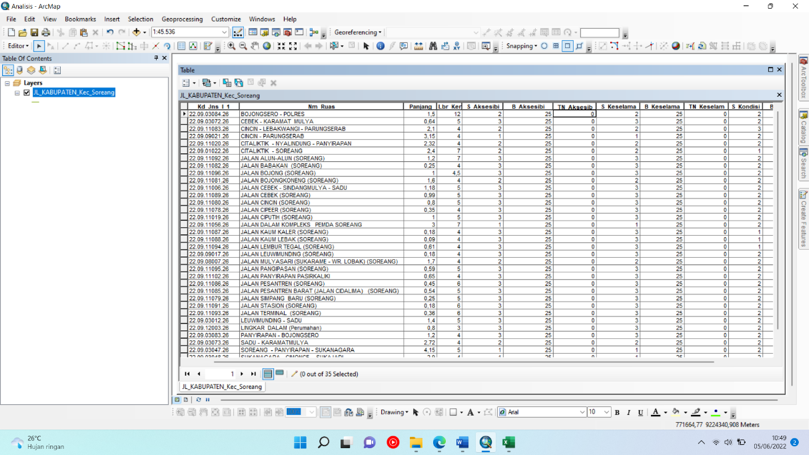 Analisis - ArcMap
File Edit View Bookmarks Insert Selection Geoprocessing Customize Windows Help
1:45.536 Georeferencing
Editor Snapping
Table Of Contents
Layers
JL_KABUPATEN_Kec_Soreang
Table
JL_KABUPATEN_Kec_Soreang
Kd_Jns_I_1 Nm_Ruas Panjang Lbr_Ker S_Aksesibi B_Aksesibi TN_Aksesib S_Keselama B_Keselama TN_Keselam S_Kondisi
22.09.03084.26 BOJONGSERO - POLRES 1,5 12 2 25 0 2 25 0 2
22.09.03072.26 CEBEK - KARAMAT MULYA 0,64 5 3 25 0 3 25 0 2
22.09.11083.26 CINCIN - LEBAKWANGI - PARUNGSERAB 2,1 4 2 25 0 2 25 0 3
22.09.09021.26 CINCIN - PARUNGSERAB 3,15 4 1 25 0 1 25 0 2
22.09.11020.26 CITALIKTIK - NYALINDUNG - PANYIRAPAN 2,32 4 2 25 0 2 25 0 2
22.09.01022.26 CITALIKTIK - SOREANG 2,4 7 2 25 0 2 25 0 1
22.09.11092.26 JALAN ALUN-ALUN (SOREANG) 1,2 7 3 25 0 3 25 0 2
22.09.11082.26 JALAN BABAKAN (SOREANG) 0,25 4 3 25 0 3 25 0 2
22.09.11096.26 JALAN BOJONG (SOREANG) 1 4,5 3 25 0 3 25 0 2
22.09.11081.26 JALAN BOJONGKONENG (SOREANG) 1,6 4 2 25 0 2 25 0 2
22.09.11006.26 JALAN CEBEK - SINDANGMULYA - SADU 1,18 5 3 25 0 3 25 0 2
22.09.11089.26 JALAN CEBEK (SOREANG) 0,99 5 3 25 0 3 25 0 2
22.09.11080.26 JALAN CINCIN (SOREANG) 0,8 5 3 25 0 3 25 0 2
22.09.11078.26 JALAN CIPEER (SOREANG) 0,35 4 3 25 0 3 25 0 2
22.09.11019.26 JALAN CIPUTIH (SOREANG) 1 5 3 25 0 3 25 0 2
22.09.11056.26 JALAN DALAM KOMPLEKS PEMDA SOREANG 3 7 1 25 0 1 25 0 2
22.09.11087.26 JALAN KAUM KALER (SOREANG) 0,18 4 3 25 0 3 25 0 1
22.09.11088.26 JALAN KAUM LEBAK (SOREANG) 0,09 4 3 25 0 3 25 0 1
22.09.11094.26 JALAN LEMBUR TEGAL (SOREANG) 0,61 4 3 25 0 3 25 0 1
22.09.09017.26 JALAN LEUWIMUNDING (SOREANG) 0,18 4 3 25 0 3 25 0 2
22.09.08007.26 JALAN MULYASARI (SUKARAME - WR. LOBAK) (SOREANG) 1,7 4 2 25 0 2 25 0 2
22.09.11095.26 JALAN PANGIPASAN (SOREANG) 0,59 5 3 25 0 3 25 0 2
22.09.11102.26 JALAN PANYIRAPAN PASIRKALIKI 0,65 4 3 25 0 3 25 0 2
22.09.11086.26 JALAN PESANTREN (SOREANG) 0,45 6 3 25 0 3 25 0 2
22.09.11085.26 JALAN PESANTREN BARAT (JALAN CIDALIMA) (SOREANG) 0,54 5 3 25 0 3 25 0 2
22.09.11079.26 JALAN SIMPANG BARU (SOREANG) 0,25 5 3 25 0 3 25 0 2
22.09.11091.26 JALAN STASION (SOREANG) 0,18 6 3 25 0 3 25 0 2
22.09.11093.26 JALAN TERMINAL (SOREANG) 0,36 6 3 25 0 3 25 0 2
22.09.03012.26 LEUWIMUNDING - SADU 1,4 5 3 25 0 3 25 0 2
22.09.12003.26 LINGKAR DALAM (Perumahan) 0,8 3 3 25 0 3 25 0 2
22.09.03083.26 PANYIRAPAN - BOJONGSERO 1,2 4 3 25 0 3 25 0 2
22.09.03073.26 SADU - KARAMATMULYA 2,72 4 2 25 0 2 25 0 2
22.09.03047.26 SOREANG - PANYIRAPAN - SUKANAGARA 4,15 5 1 25 0 1 25 0 2
1 (0 out of 35 Selected)
JL_KABUPATEN_Kec_Soreang
Drawing Arial 10 B I U A
771664,77 9224340,908 Meters
ArcToolbox
Catalog
Search
Create Features
26°C
Hujan ringan
10:49
05/06/2022
2